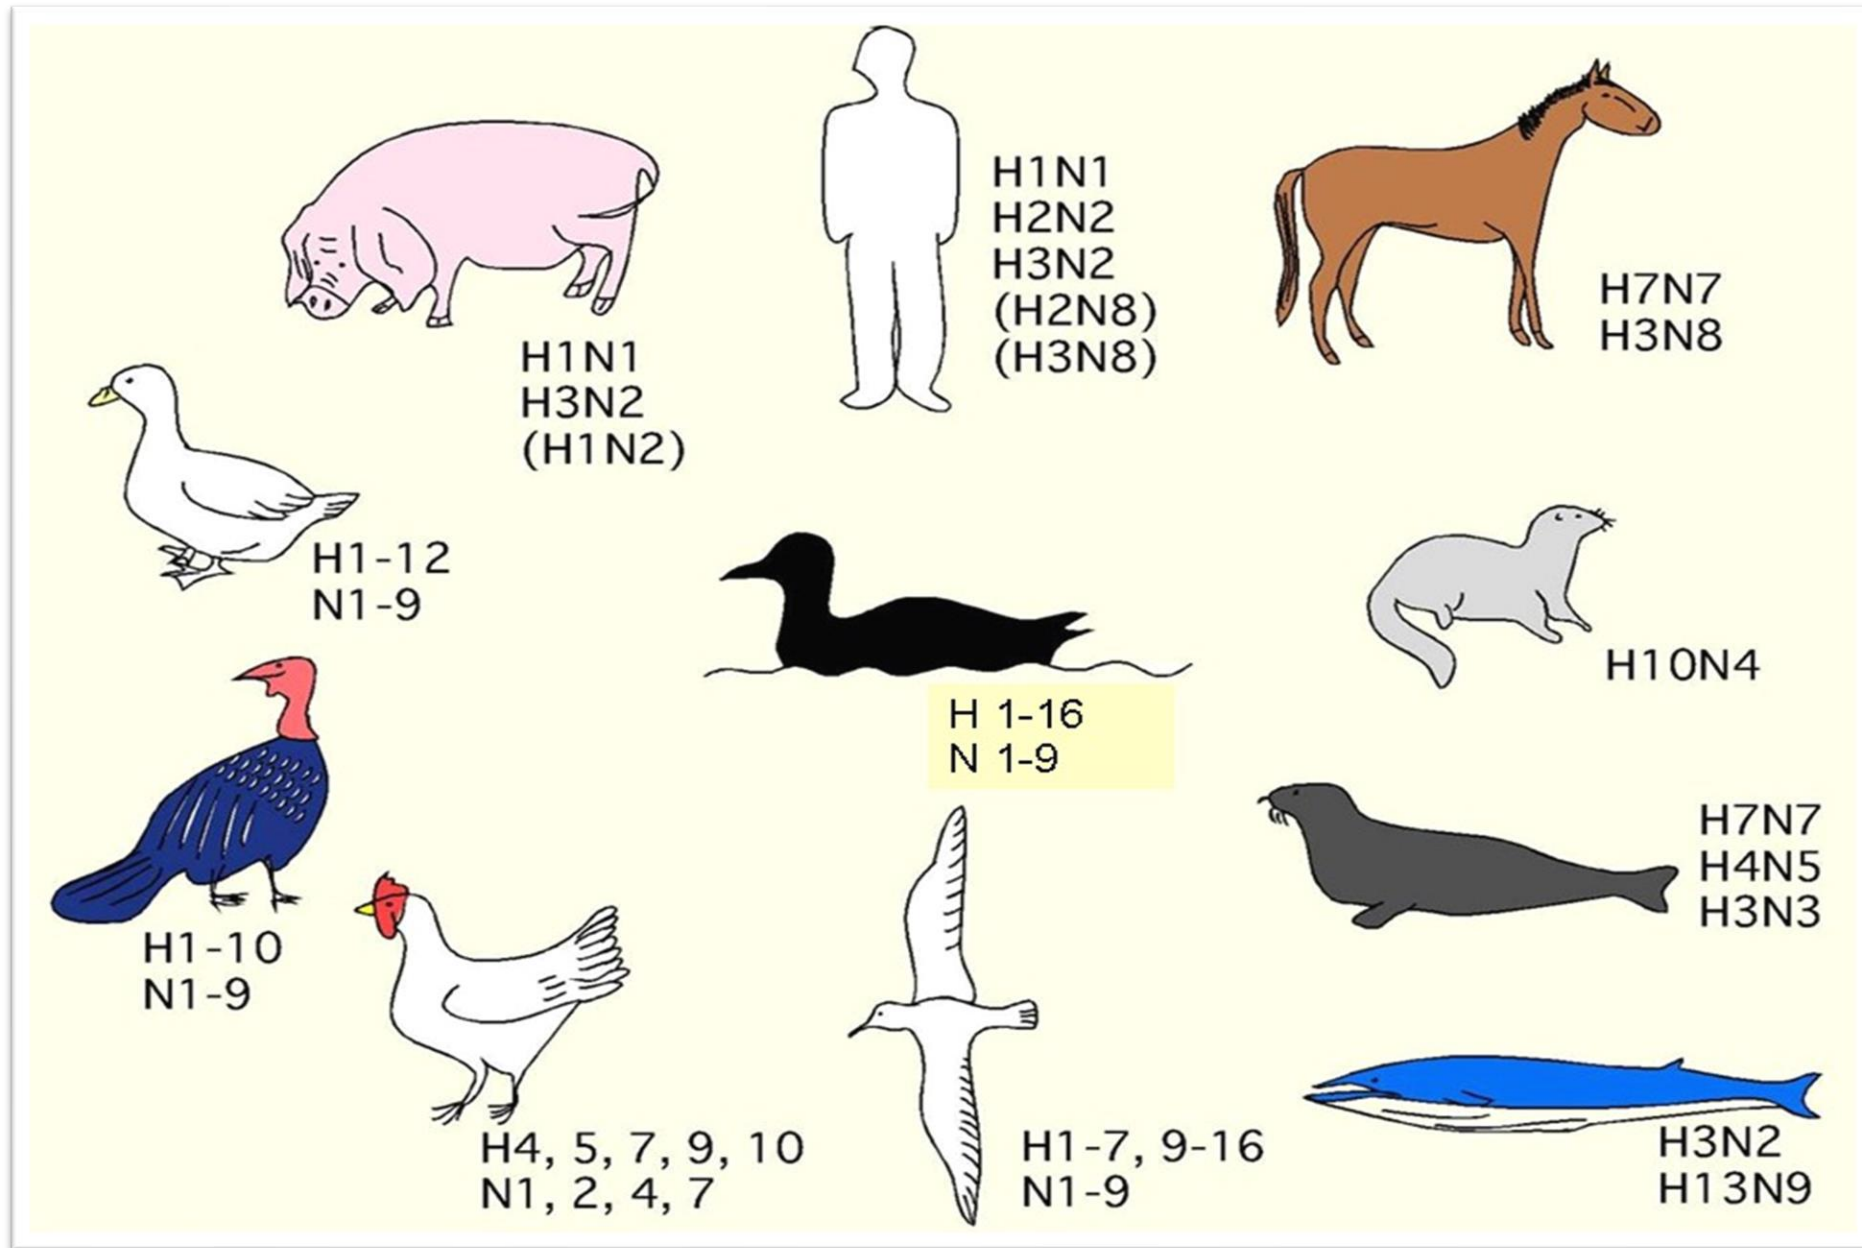 H1N1
H2N2
H3N2
(H2N8)
(H3N8)
H7N7
H3N8
H1N1
H3N2
(H1N2)
H1-12
N1-9
H10N4
H 1-16
N 1-9
H7N7
H4N5
H3N3
H1-10
N1-9
H4, 5, 7, 9, 10
N1, 2, 4, 7
H1-7, 9-16
N1-9
H3N2
H13N9